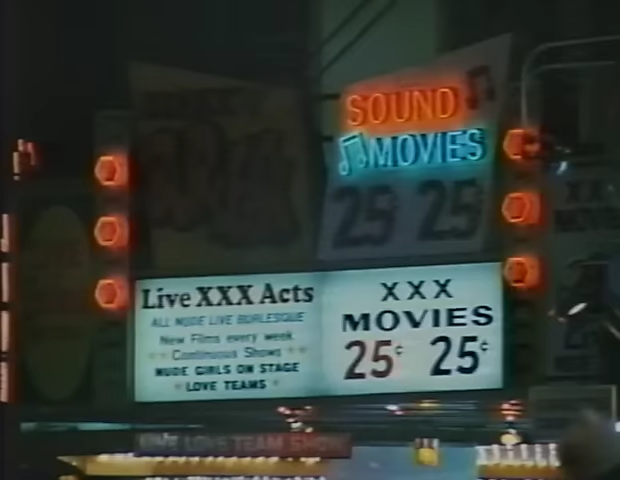 SOUND
MOVIES
25 25
Live XXX Acts
ALL NUDE LIVE BURLESQUE
New Films every week
Continuous Shows
NUDE GIRLS ON STAGE
LOVE TEAMS
XXX
MOVIES
25¢ 25¢
LIVE LOVE TEAM SHOW